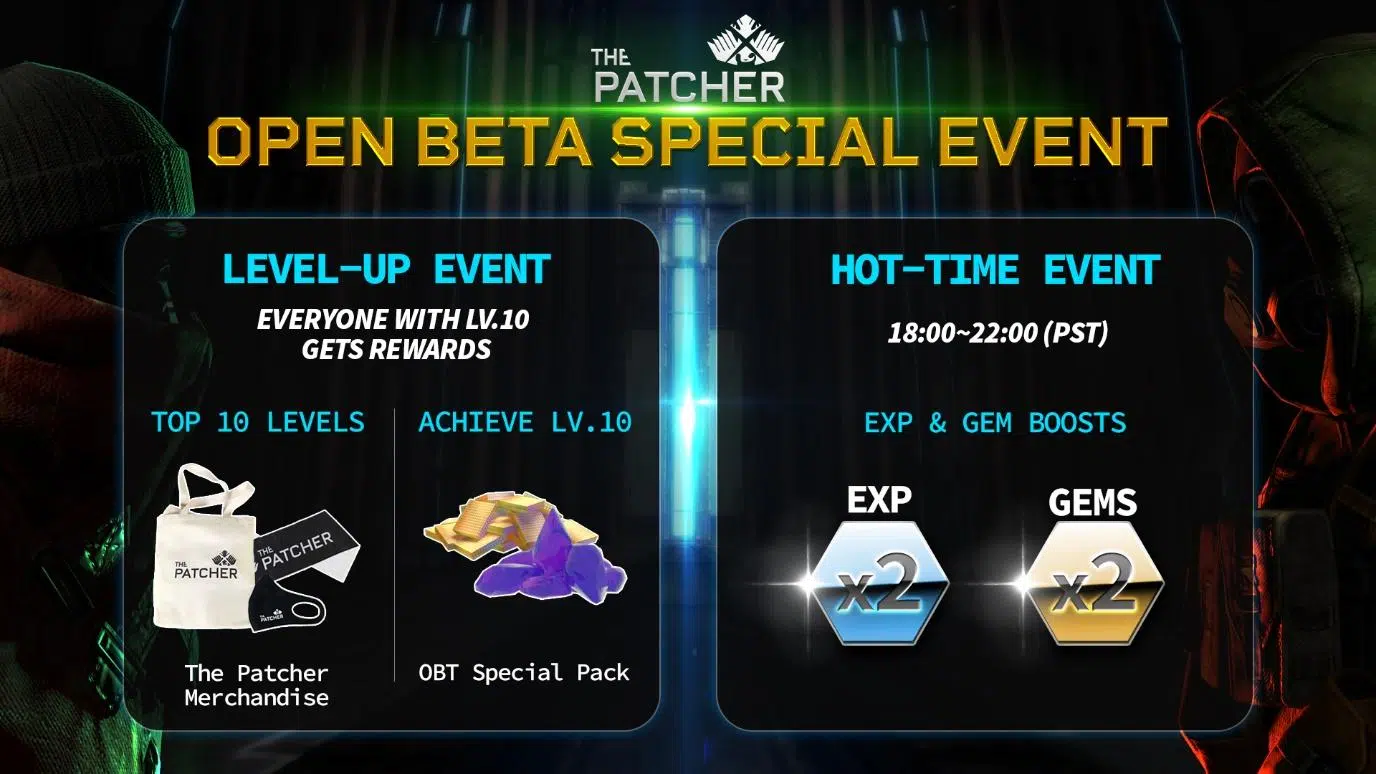 THE
PATCHER
OPEN BETA SPECIAL EVENT
LEVEL-UP EVENT
EVERYONE WITH LV.10
GETS REWARDS
TOP 10 LEVELS
THE
PATCHER
THE
PATCHER
THE
PATCHER
The Patcher
Merchandise
ACHIEVE LV.10
OBT Special Pack
HOT-TIME EVENT
18:00~22:00 (PST)
EXP & GEM BOOSTS
EXP
x2
GEMS
x2